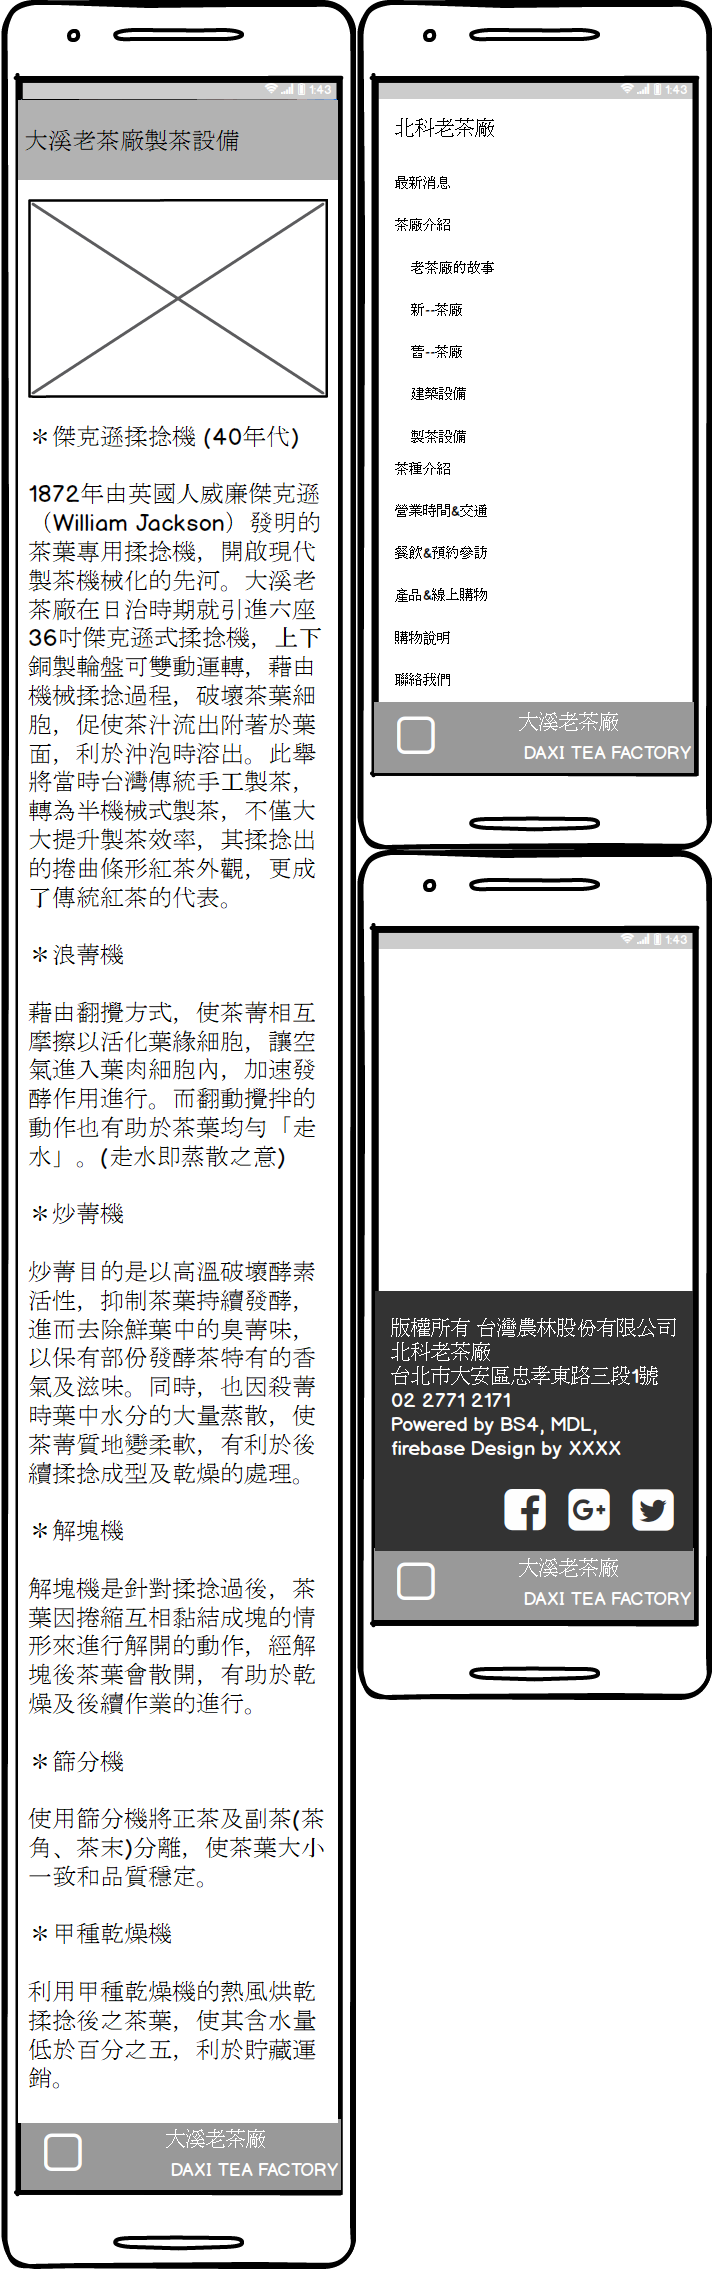 1:43
大溪老茶廠製茶設備
＊傑克遜揉捻機 (40年代)
1872年由英國人威廉傑克遜
（William Jackson）發明的
茶葉專用揉捻機，開啟現代
製茶機械化的先河。大溪老
茶廠在日治時期就引進六座
36吋傑克遜式揉捻機，上下
銅製輪盤可雙動運轉，藉由
機械揉捻過程，破壞茶葉細
胞，促使茶汁流出附著於葉
面，利於沖泡時溶出。此舉
將當時台灣傳統手工製茶，
轉為半機械式製茶，不僅大
大提升製茶效率，其揉捻出
的捲曲條形紅茶外觀，更成
了傳統紅茶的代表。
＊浪菁機
藉由翻攪方式，使茶菁相互
摩擦以活化葉緣細胞，讓空
氣進入葉肉細胞內，加速發
酵作用進行。而翻動攪拌的
動作也有助於茶葉均勻「走
水」。(走水即蒸散之意)
＊炒菁機
炒菁目的是以高溫破壞酵素
活性，抑制茶葉持續發酵，
進而去除鮮葉中的臭菁味，
以保有部份發酵茶特有的香
氣及滋味。同時，也因殺菁
時葉中水分的大量蒸散，使
茶菁質地變柔軟，有利於後
續揉捻成型及乾燥的處理。
＊解塊機
解塊機是針對揉捻過後，茶
葉因捲縮互相黏結成塊的情
形來進行解開的動作，經解
塊後茶葉會散開，有助於乾
燥及後續作業的進行。
＊篩分機
使用篩分機將正茶及副茶(茶
角、茶末)分離，使茶葉大小
一致和品質穩定。
＊甲種乾燥機
利用甲種乾燥機的熱風烘乾
揉捻後之茶葉，使其含水量
低於百分之五，利於貯藏運
銷。
大溪老茶廠
DAXI TEA FACTORY
1:43
北科老茶廠
最新消息
茶廠介紹
老茶廠的故事
新--茶廠
舊--茶廠
建築設備
製茶設備
茶種介紹
營業時間&交通
餐飲&預約參訪
產品&線上購物
購物說明
聯絡我們
大溪老茶廠
DAXI TEA FACTORY
1:43
版權所有 台灣農林股份有限公司
北科老茶廠
台北市大安區忠孝東路三段1號
02 2771 2171
Powered by BS4, MDL,
firebase Design by XXXX
大溪老茶廠
DAXI TEA FACTORY